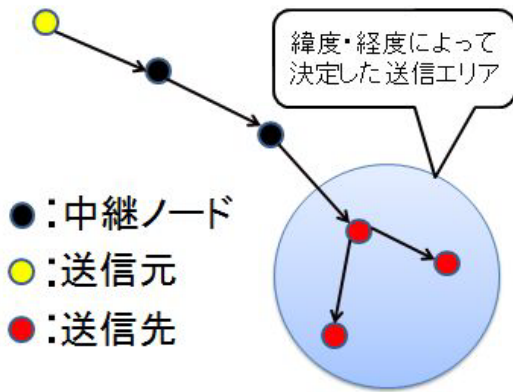 緯度・経度によって
決定した送信エリア
:中継ノード
:送信元
:送信先